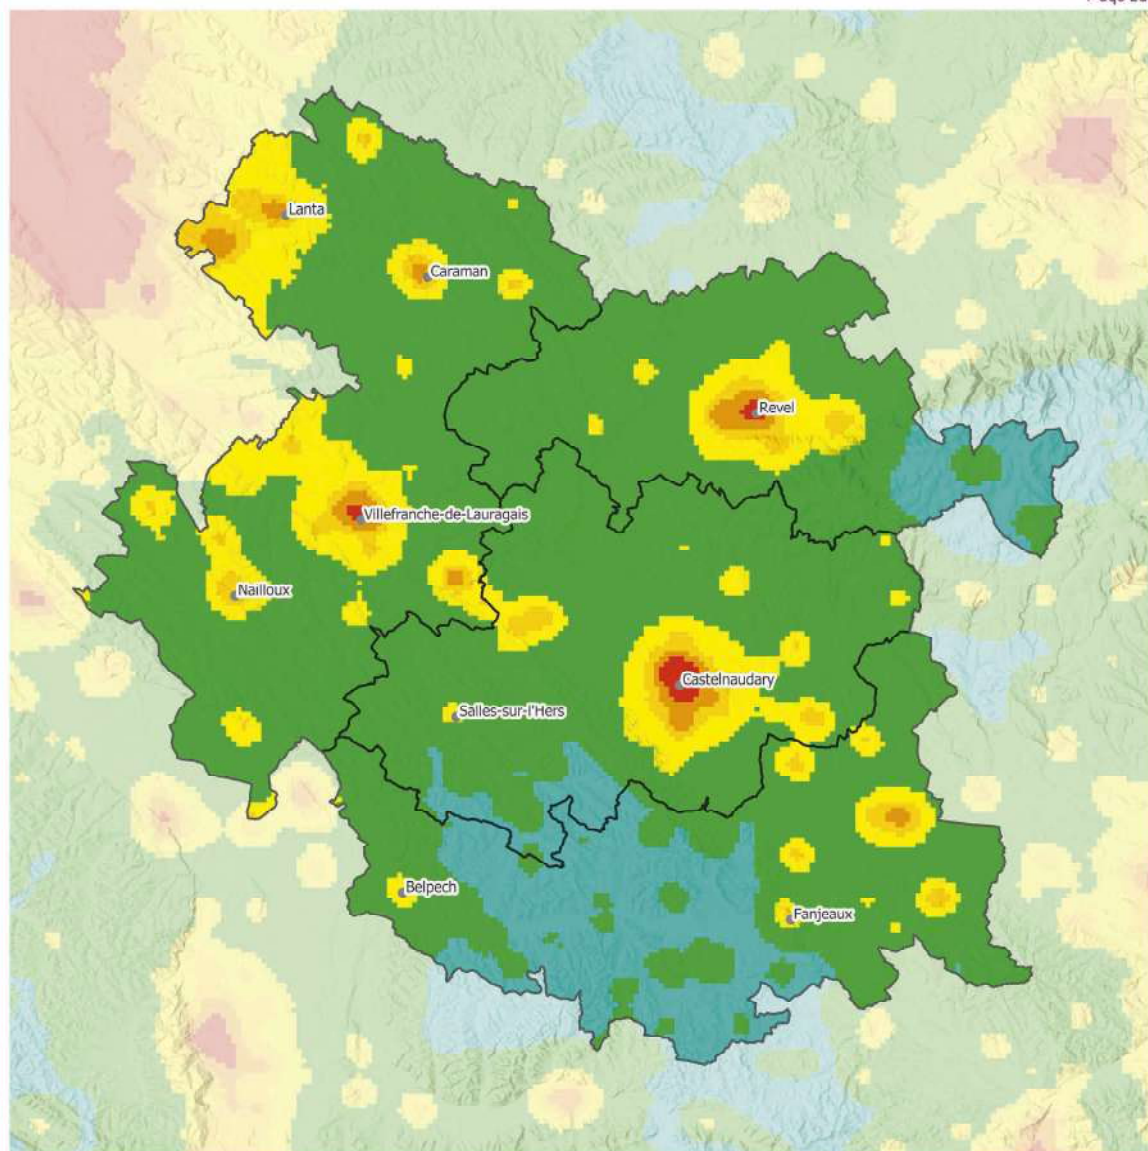 Lanta
Caraman
Revel
Villefranche-de-Lauragais
Nailloux
Castelnaudary
Salles-sur-l'Hers
Belpech
Fanjeaux